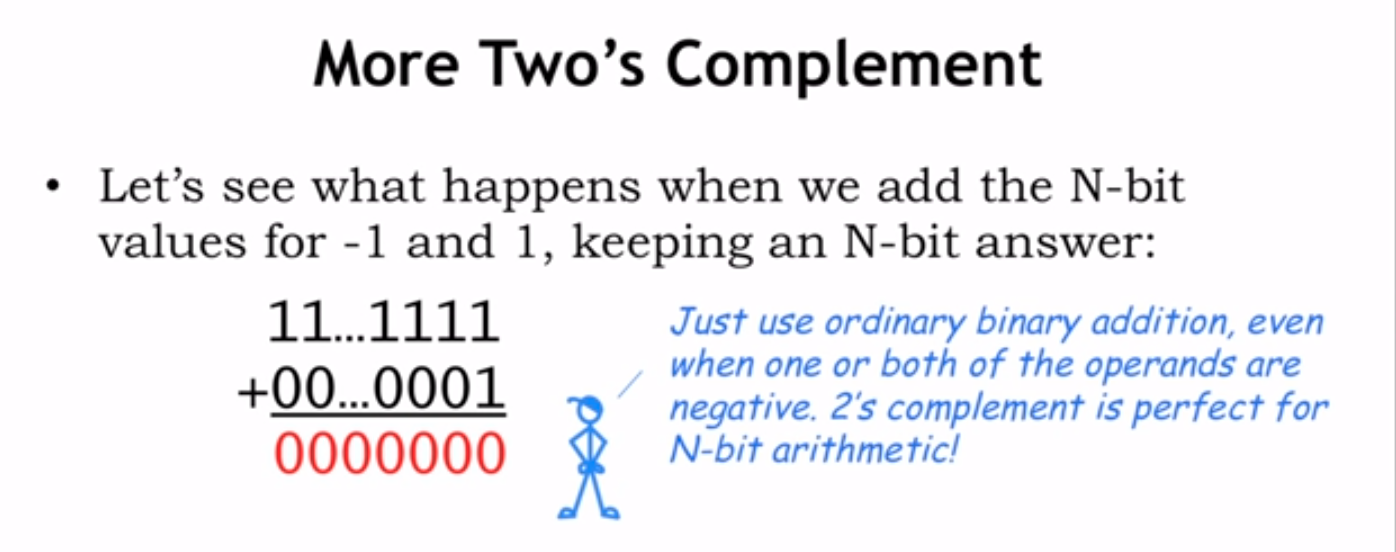 More Two’s Complement
• Let’s see what happens when we add the N-bit
values for -1 and 1, keeping an N-bit answer:
11...1111
+00...0001
0000000
Just use ordinary binary addition, even
when one or both of the operands are
negative. 2’s complement is perfect for
N-bit arithmetic!